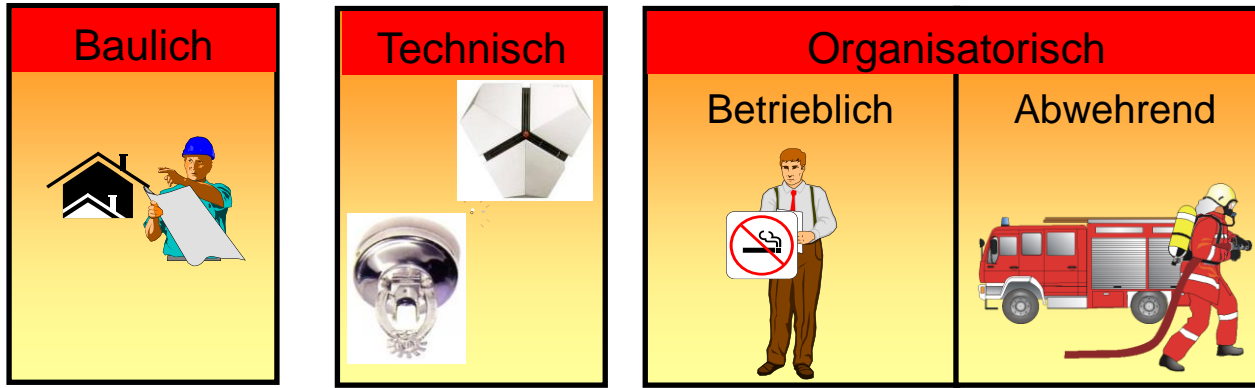 Baulich
Technisch
Organisatorisch
Betrieblich
Abwehrend